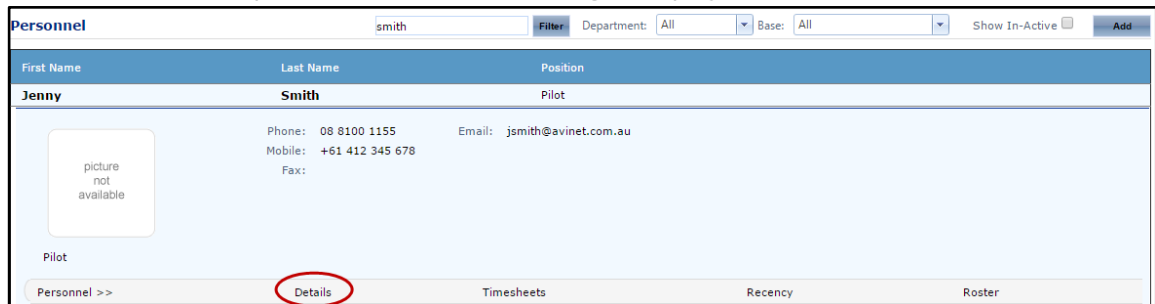 Personnel smith Filter Department: All Base: All Show In-Active Add
First Name Last Name Position
Jenny Smith Pilot
Phone: 08 8100 1155 Email: jsmith@avinet.com.au
Mobile: +61 412 345 678
Fax:
picture
not
available
Pilot
Personnel >> Details Timesheets Recency Roster